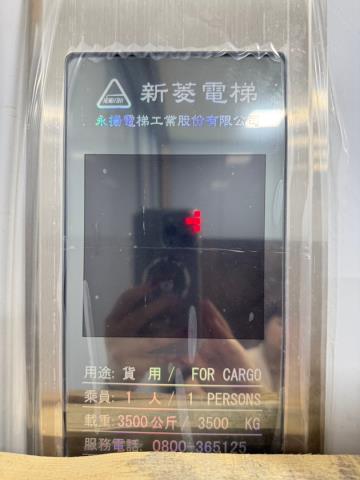 新菱電梯
永揚電梯工業股份有限公司
用途: 貨 用 / FOR CARGO
乘員: 1 人 / 1 PERSONS
載重: 3500 公斤 / 3500 KG
服務電話: 0800-365125